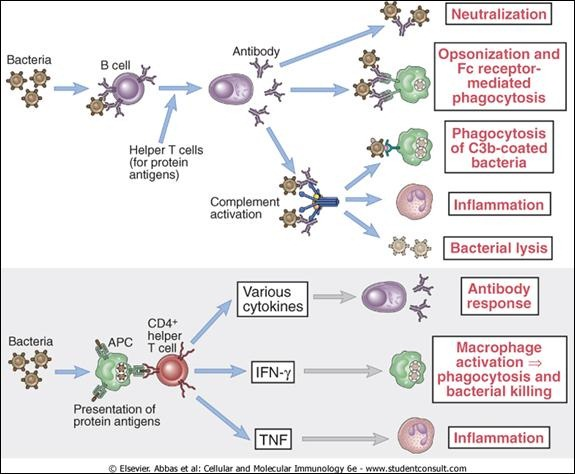 Bacteria
B cell
Antibody
Helper T cells
(for protein
antigens)
Neutralization
Opsonization and
Fc receptor-
mediated
phagocytosis
Complement
activation
Phagocytosis
of C3b-coated
bacteria
Inflammation
Bacterial lysis
Bacteria
APC
CD4+
helper
T cell
Presentation of
protein antigens
Various
cytokines
Antibody
response
IFN-γ
Macrophage
activation ⇒
phagocytosis and
bacterial killing
TNF
Inflammation
© Elsevier. Abbas et al: Cellular and Molecular Immunology 6e - www.studentconsult.com